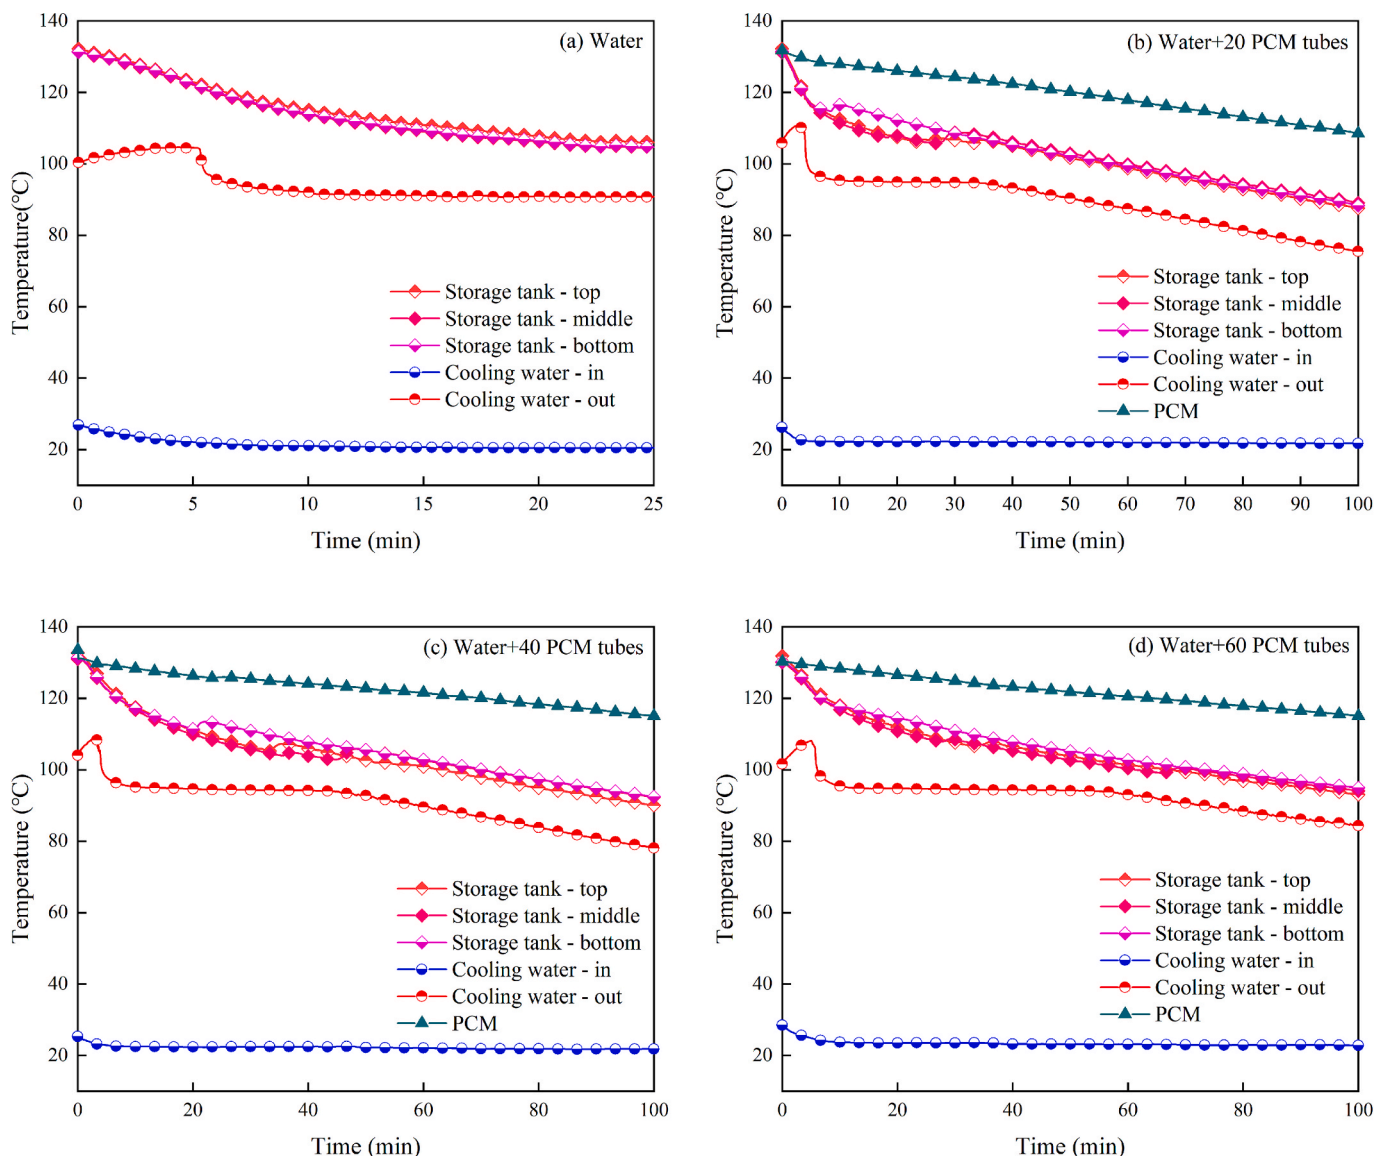 (a) Water
Temperature(°C)
140
120
100
80
60
40
20
Storage tank - top
Storage tank - middle
Storage tank - bottom
Cooling water - in
Cooling water - out
0 5 10 15 20 25
Time (min)
(b) Water+20 PCM tubes
Temperature (°C)
140
120
100
80
60
40
20
Storage tank - top
Storage tank - middle
Storage tank - bottom
Cooling water - in
Cooling water - out
PCM
0 10 20 30 40 50 60 70 80 90 100
Time (min)
(c) Water+40 PCM tubes
Temperature (°C)
140
120
100
80
60
40
20
Storage tank - top
Storage tank - middle
Storage tank - bottom
Cooling water - in
Cooling water - out
PCM
0 20 40 60 80 100
Time (min)
(d) Water+60 PCM tubes
Temperature (°C)
140
120
100
80
60
40
20
Storage tank - top
Storage tank - middle
Storage tank - bottom
Cooling water - in
Cooling water - out
PCM
0 20 40 60 80 100
Time (min)